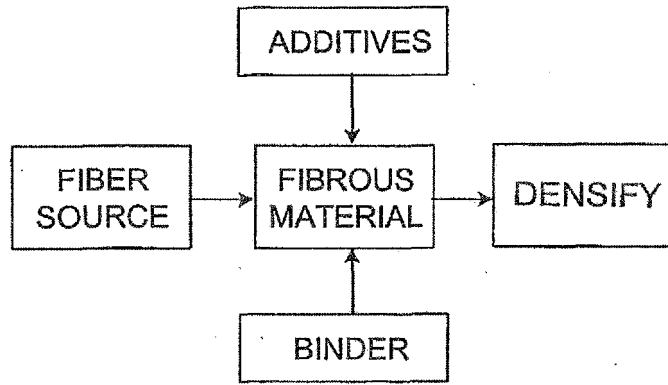 ADDITIVES
FIBER
SOURCE
FIBROUS
MATERIAL
DENSIFY
BINDER